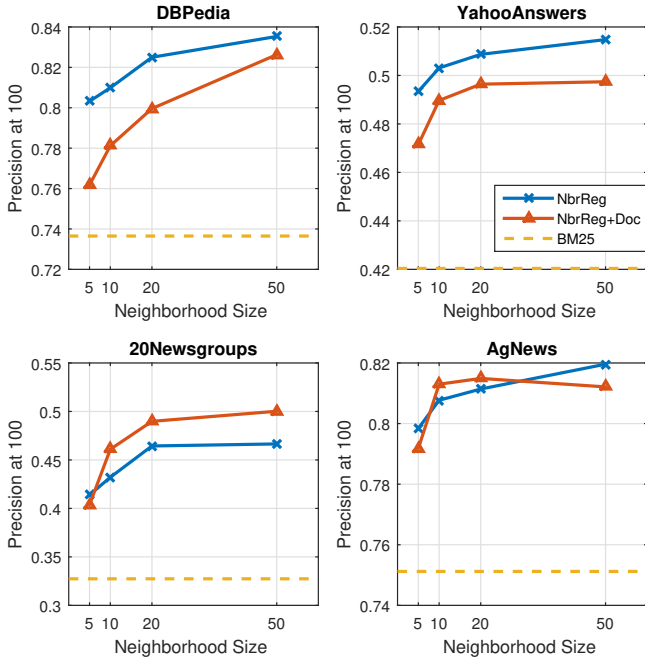 DBPedia
0.84
0.82
0.8
0.78
0.76
0.74
0.72
Precision at 100
5 10 20 50
Neighborhood Size
YahooAnswers
0.52
0.5
0.48
0.46
0.44
0.42
Precision at 100
NbrReg
NbrReg+Doc
BM25
5 10 20 50
Neighborhood Size
20Newsgroups
0.55
0.5
0.45
0.4
0.35
0.3
Precision at 100
5 10 20 50
Neighborhood Size
AgNews
0.82
0.8
0.78
0.76
0.74
Precision at 100
5 10 20 50
Neighborhood Size